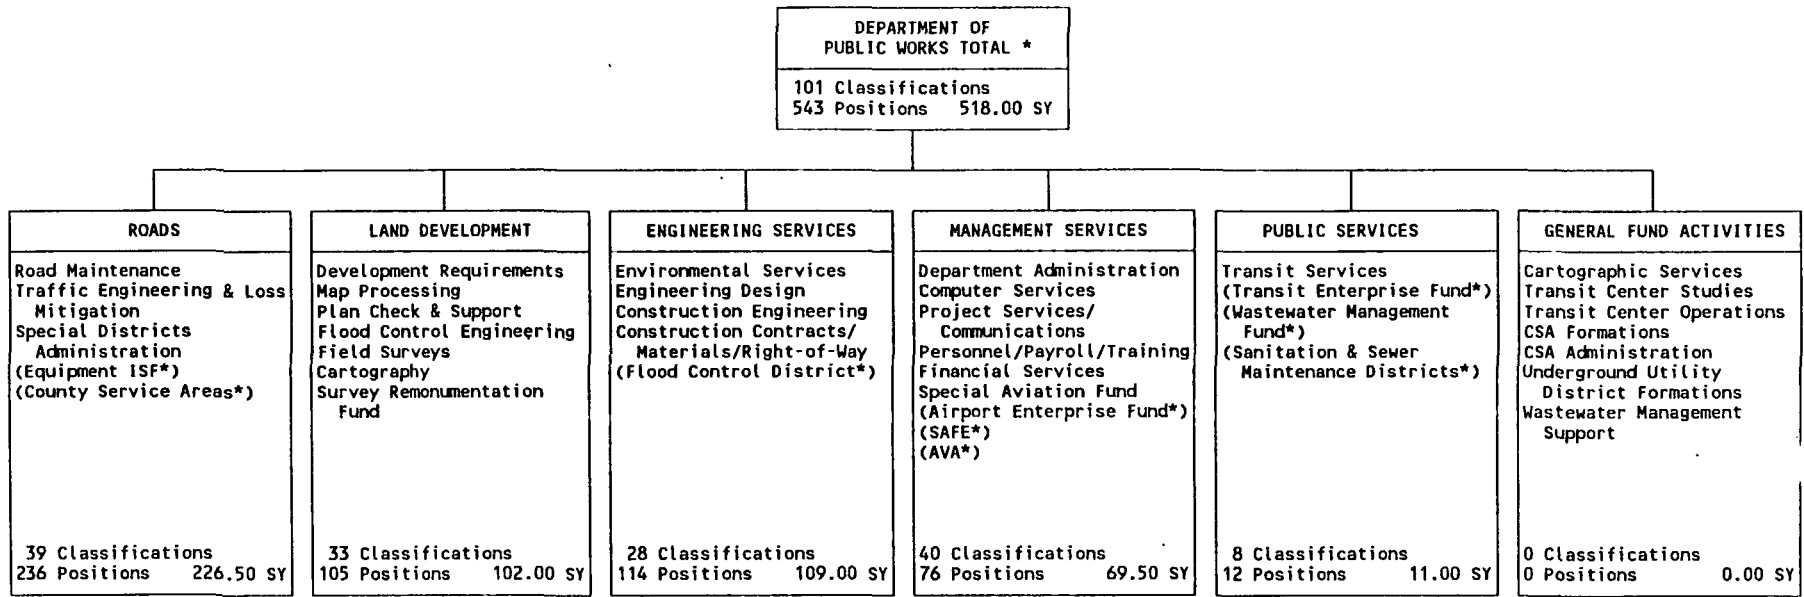 DEPARTMENT OF
PUBLIC WORKS TOTAL *
101 Classifications
543 Positions 518.00 SY
ROADS
Road Maintenance
Traffic Engineering & Loss
Mitigation
Special Districts
Administration
(Equipment ISF*)
(County Service Areas*)
39 Classifications
236 Positions 226.50 SY
LAND DEVELOPMENT
Development Requirements
Map Processing
Plan Check & Support
Flood Control Engineering
Field Surveys
Cartography
Survey Remonumentation
Fund
33 Classifications
105 Positions 102.00 SY
ENGINEERING SERVICES
Environmental Services
Engineering Design
Construction Engineering
Construction Contracts/
Materials/Right-of-Way
(Flood Control District*)
28 Classifications
114 Positions 109.00 SY
MANAGEMENT SERVICES
Department Administration
Computer Services
Project Services/
Communications
Personnel/Payroll/Training
Financial Services
Special Aviation Fund
(Airport Enterprise Fund*)
(SAFE*)
(AVA*)
40 Classifications
76 Positions 69.50 SY
PUBLIC SERVICES
Transit Services
(Transit Enterprise Fund*)
(Wastewater Management
Fund*)
(Sanitation & Sewer
Maintenance Districts*)
8 Classifications
12 Positions 11.00 SY
GENERAL FUND ACTIVITIES
Cartographic Services
Transit Center Studies
Transit Center Operations
CSA Formations
CSA Administration
Underground Utility
District Formations
Wastewater Management
Support
0 Classifications
0 Positions 0.00 SY